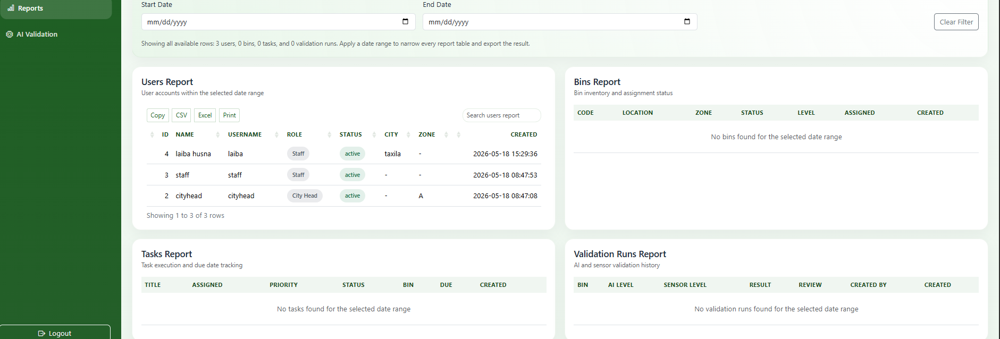 Reports
AI Validation
Logout
Start Date
End Date
mm/dd/yyyy
mm/dd/yyyy
Clear Filter
Showing all available rows: 3 users, 0 bins, 0 tasks, and 0 validation runs. Apply a date range to narrow every report table and export the result.
Users Report
User accounts within the selected date range
Copy CSV Excel Print
Search users report
ID NAME USERNAME ROLE STATUS CITY ZONE CREATED
4 laiba husna laiba Staff active taxila - 2026-05-18 15:29:36
3 staff staff Staff active - - 2026-05-18 08:47:53
2 cityhead cityhead City Head active - A 2026-05-18 08:47:08
Showing 1 to 3 of 3 rows
Bins Report
Bin inventory and assignment status
CODE LOCATION ZONE STATUS LEVEL ASSIGNED CREATED
No bins found for the selected date range
Tasks Report
Task execution and due date tracking
TITLE ASSIGNED PRIORITY STATUS BIN DUE CREATED
No tasks found for the selected date range
Validation Runs Report
AI and sensor validation history
BIN AI LEVEL SENSOR LEVEL RESULT REVIEW CREATED BY CREATED
No validation runs found for the selected date range